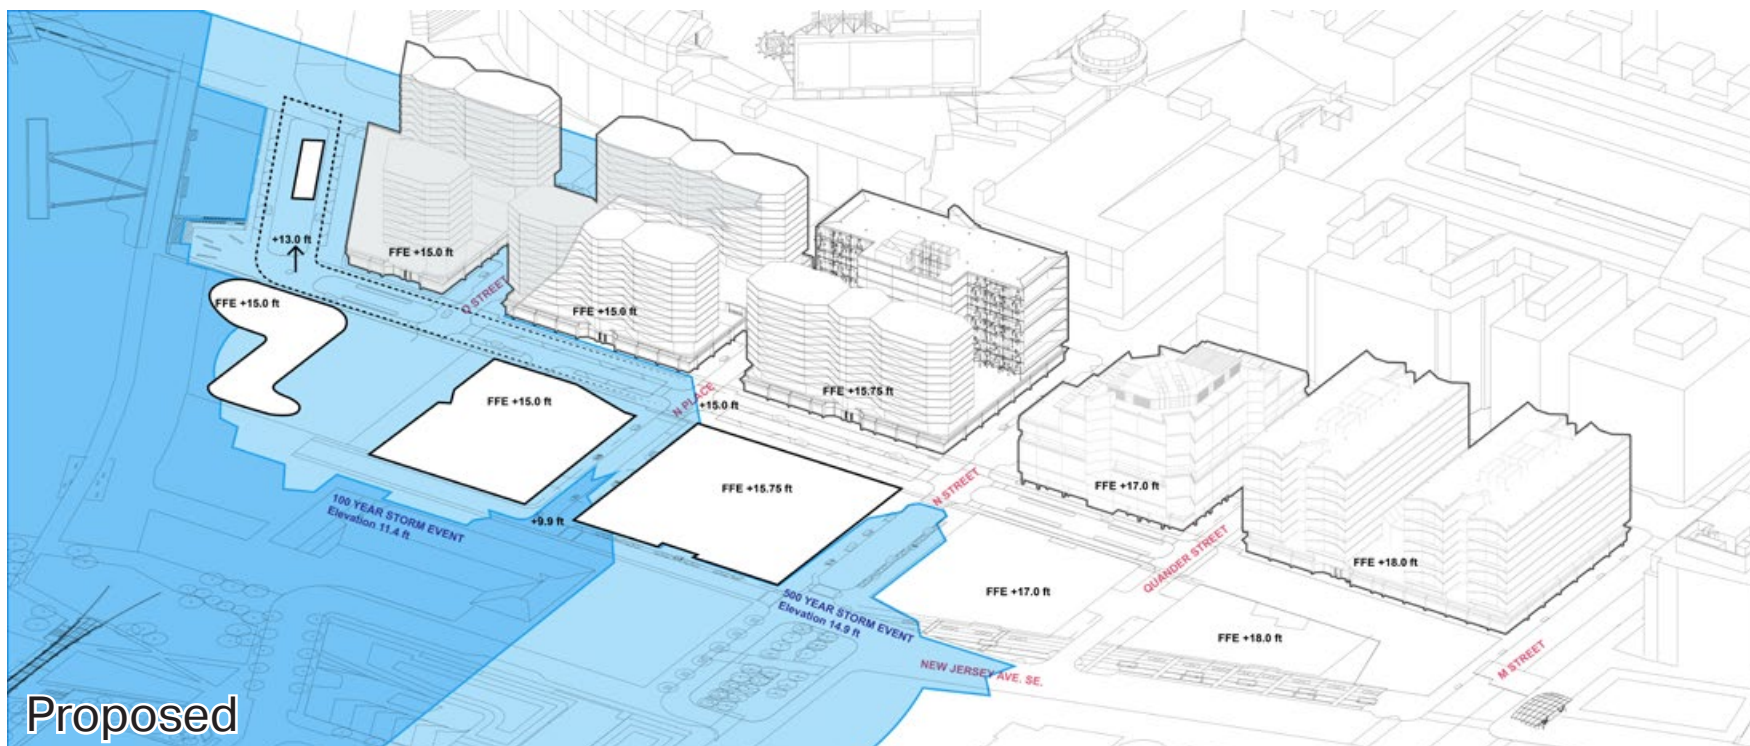 +13.0 ft
FFE +15.0 ft
FFE +15.0 ft
O STREET
FFE +15.0 ft
FFE +15.0 ft
N PLACE
+15.0 ft
FFE +15.75 ft
FFE +15.75 ft
N STREET
FFE +17.0 ft
100 YEAR STORM EVENT
Elevation 11.4 ft
+9.9 ft
QUANDER STREET
FFE +18.0 ft
500 YEAR STORM EVENT
Elevation 14.9 ft
FFE +17.0 ft
FFE +18.0 ft
NEW JERSEY AVE. SE.
M STREET
Proposed